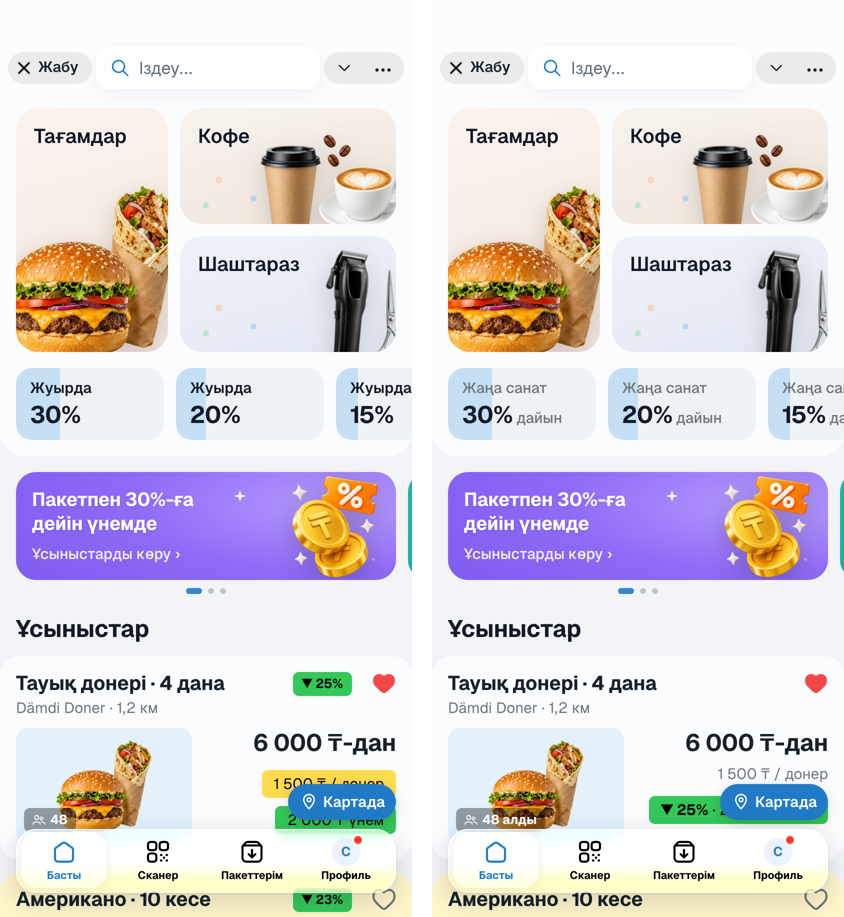 Жабу
Іздеу...
Тағамдар
Кофе
Шаштараз
Жуырда
30%
Жуырда
20%
Жуырда
15%
Пакетпен 30%-ға
дейін үнемде
Ұсыныстарды көру ›
%
₸
Ұсыныстар
Тауық донері · 4 дана
▼ 25%
Dämdi Doner · 1,2 км
6 000 ₸-дан
1 500 ₸ / донер
2 000 ₸ үнем
48
Картада
Басты
Сканер
Пакеттерім
С
Профиль
Американо · 10 кесе
▼ 23%
Жабу
Іздеу...
Тағамдар
Кофе
Шаштараз
Жаңа санат
30% дайын
Жаңа санат
20% дайын
Жаңа
15%
Пакетпен 30%-ға
дейін үнемде
Ұсыныстарды көру ›
%
₸
Ұсыныстар
Тауық донері · 4 дана
Dämdi Doner · 1,2 км
6 000 ₸-дан
1 500 ₸ / донер
▼ 25% ·
48 алды
Картада
Басты
Сканер
Пакеттерім
С
Профиль
Американо · 10 кесе